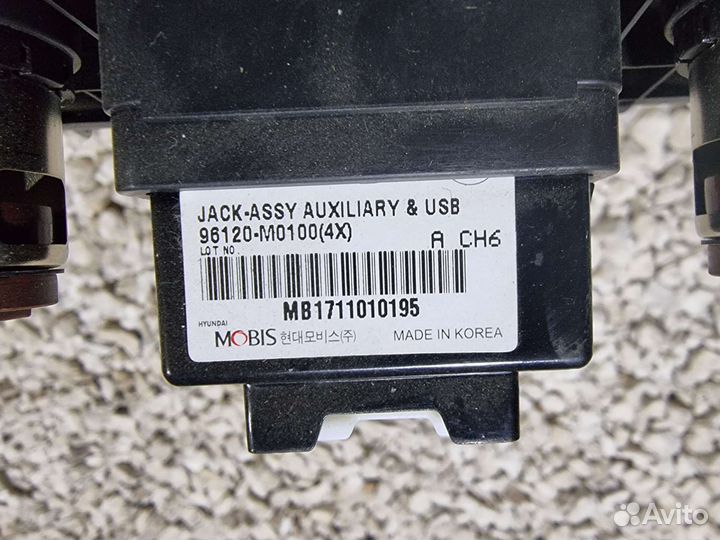 JACK-ASSY AUXILIARY & USB
96120-M0100(4X)
A CH6
LOT NO.
MB1711010195
HYUNDAI
MOBIS 현대모비스(주)
MADE IN KOREA
Avito